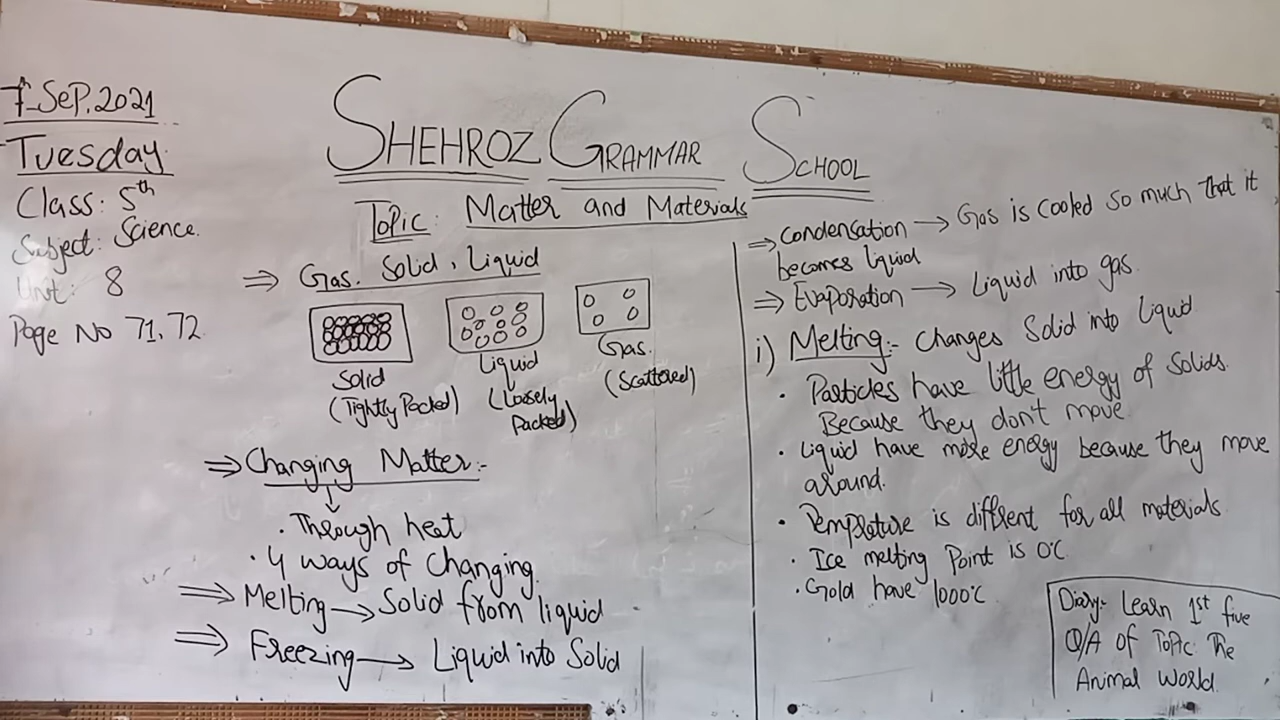 7 Sep. 2021
Tuesday.
Class: 5th
Subject: Science.
Unit: 8
Page No 71, 72
SHEHROZ GRAMMAR SCHOOL
Topic: Matter and Materials
⇒ Gas. Solid, Liquid
Solid
(Tightly Packed)
Liquid
(Loosely
Packed)
Gas.
(Scattered)
⇒ Changing Matter:-
↓
• Through heat
• 4 ways of Changing.
⇒ Melting → Solid from liquid
⇒ Freezing → Liquid into Solid
⇒ Condensation → Gas is cooled so much that it
becomes liquid
⇒ Evaporation → Liquid into gas.
i) Melting:- Changes Solid into Liquid
• Particles have little energy of Solids.
Because they don't move.
• Liquid have more energy because they move
around.
• Temprature is different for all materials
• Ice melting Point is 0°C
• Gold have 1000°C
Diary:- Learn 1st five
Q/A of Topic The
Animal World.